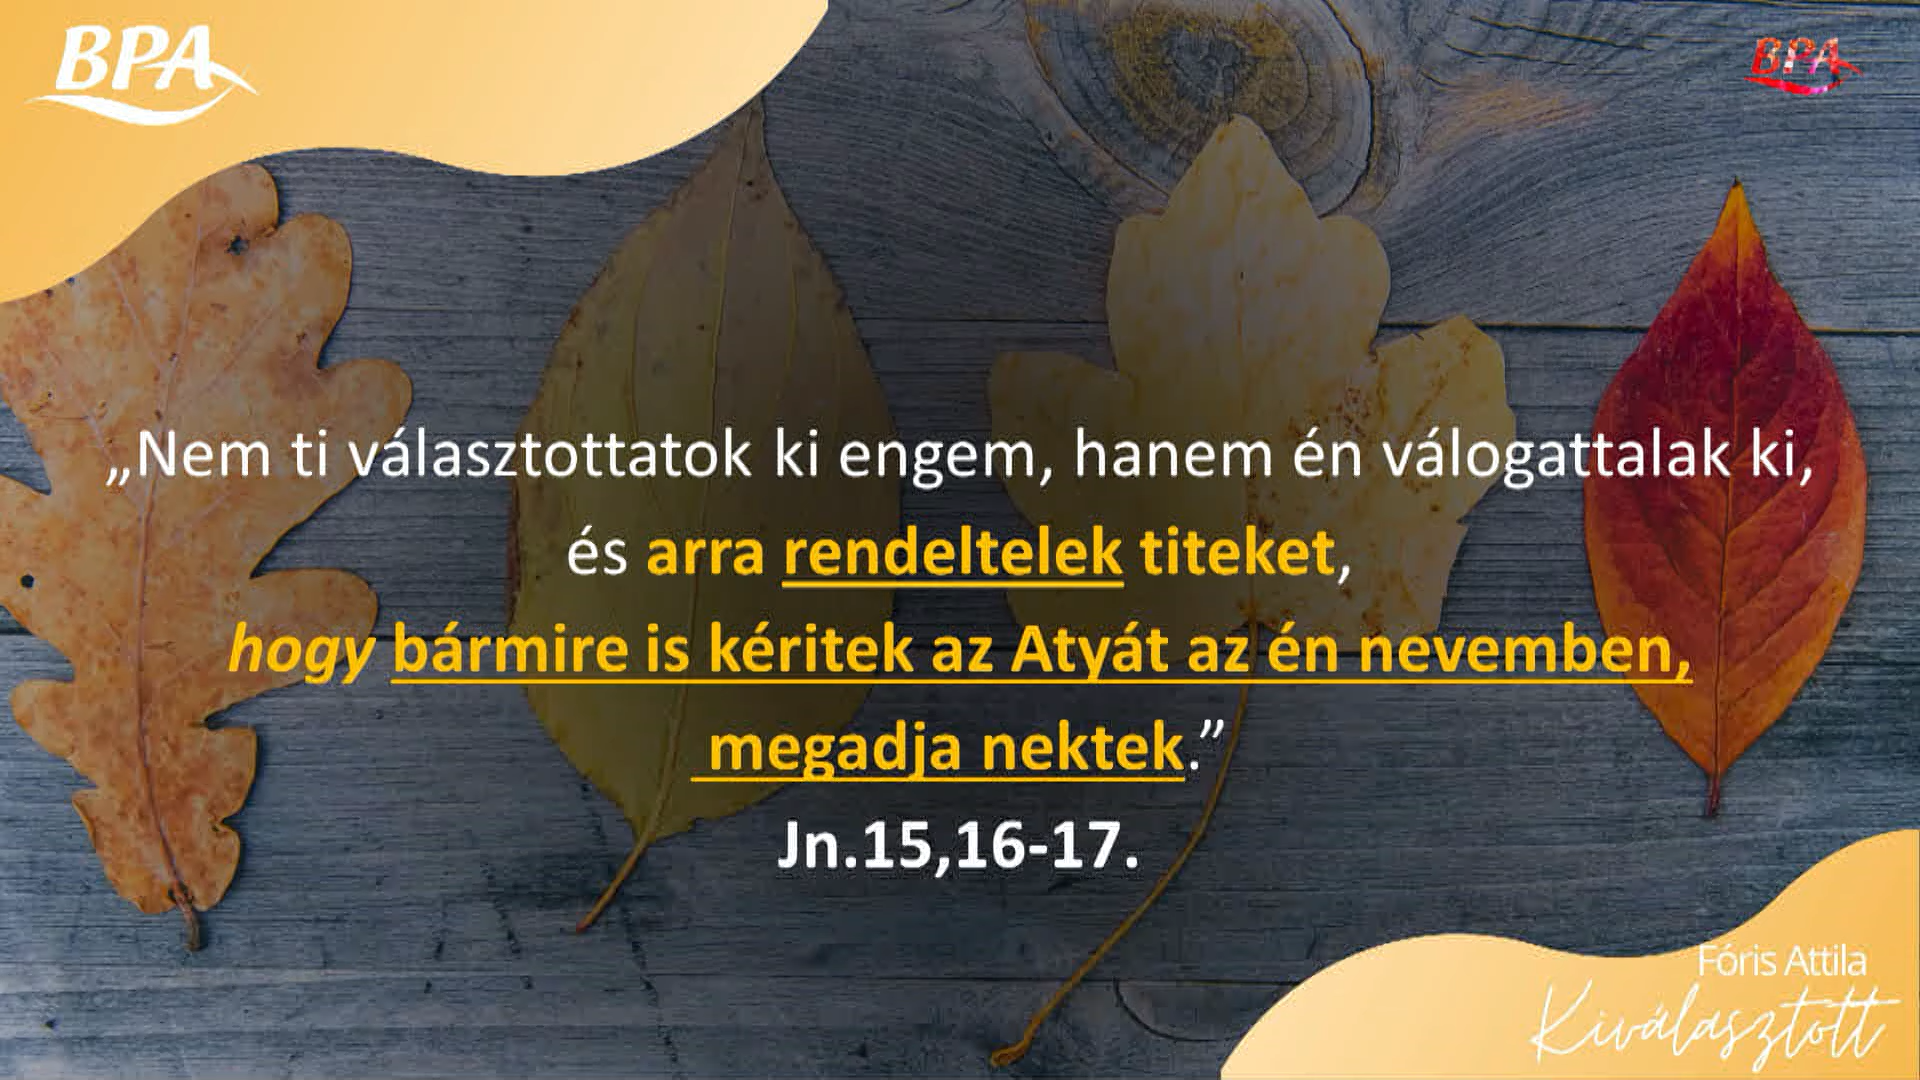 BPA
BPA
„Nem ti választottatok ki engem, hanem én válogattalak ki,
és arra rendeltelek titeket,
hogy bármire is kéritek az Atyát az én nevemben,
megadja nektek.”
Jn.15,16-17.
Fóris Attila
Kiválasztott